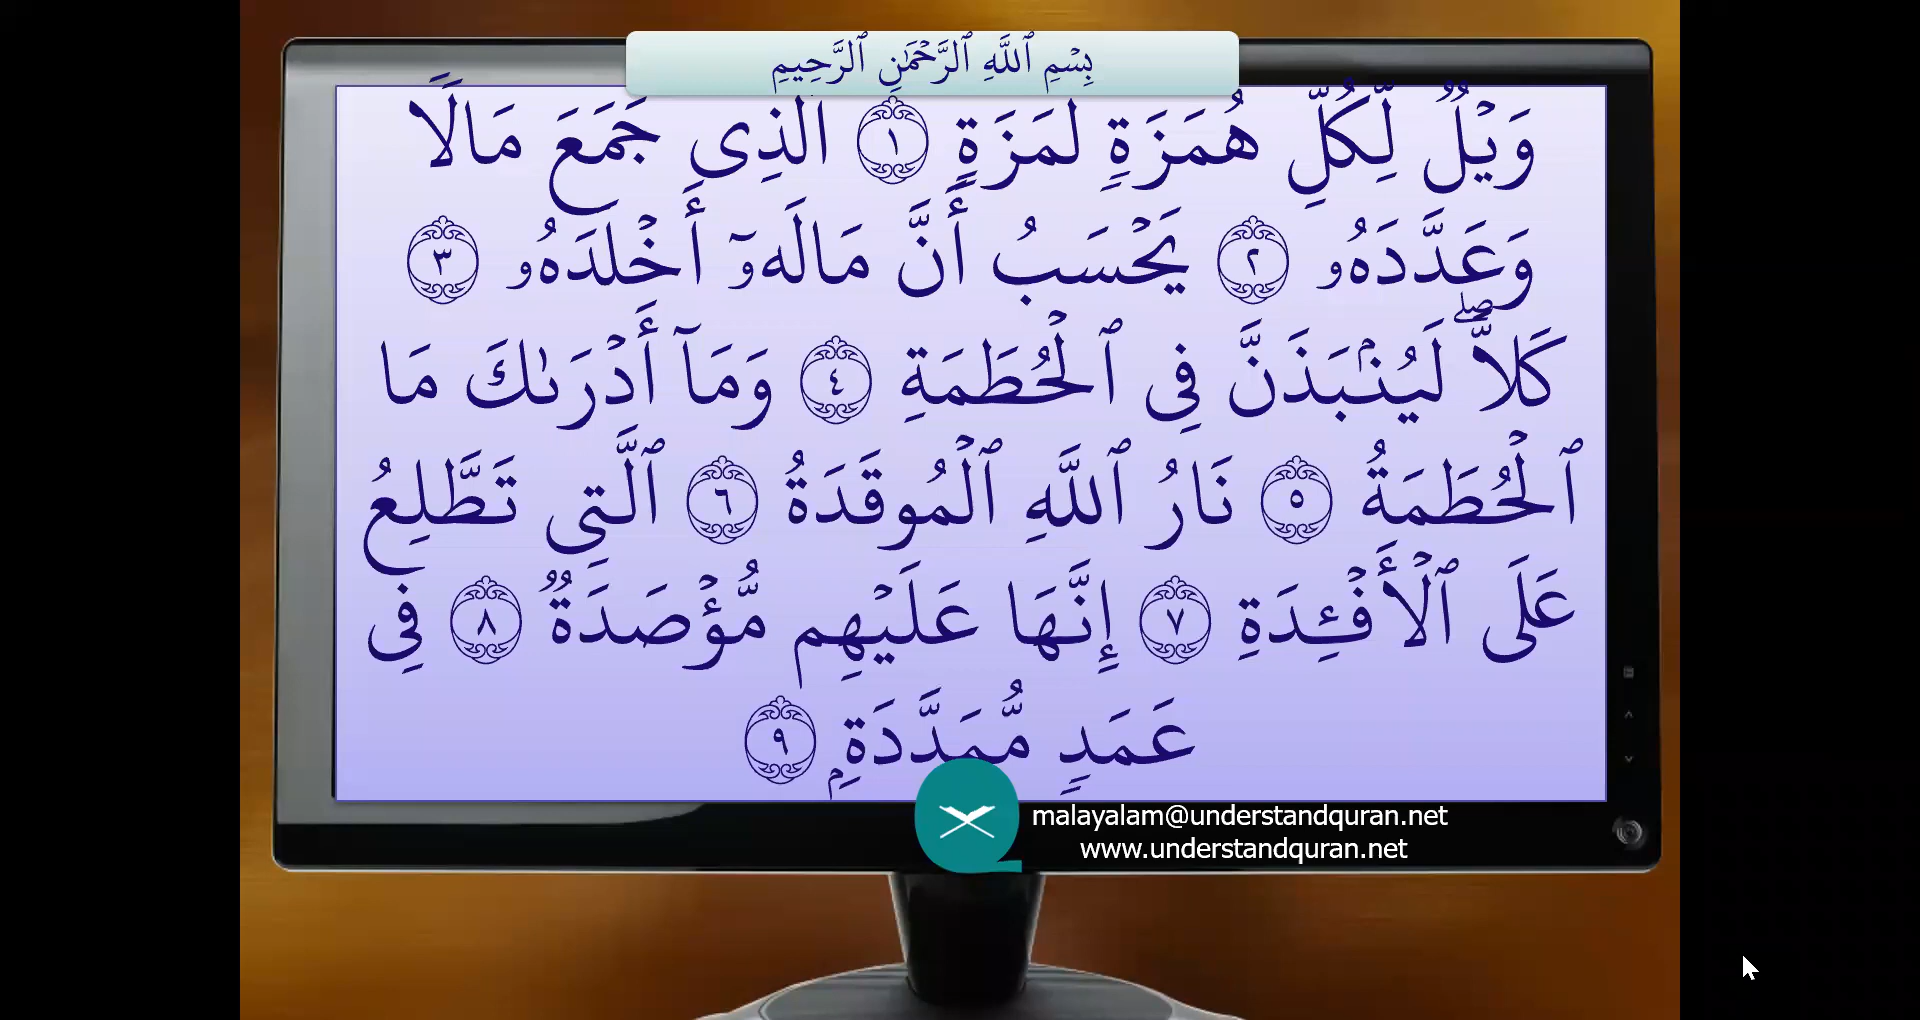 بِسْمِ ٱللَّهِ ٱلرَّحْمَٰنِ ٱلرَّحِيمِ
وَيْلٌ لِّكُلِّ هُمَزَةٍ لُّمَزَةٍ ١ ٱلَّذِى جَمَعَ مَالًا
وَعَدَّدَهُۥ ٢ يَحْسَبُ أَنَّ مَالَهُۥٓ أَخْلَدَهُۥ ٣
كَلَّا ۖ لَيُنۢبَذَنَّ فِى ٱلْحُطَمَةِ ٤ وَمَآ أَدْرَىٰكَ مَا
ٱلْحُطَمَةُ ٥ نَارُ ٱللَّهِ ٱلْمُوقَدَةُ ٦ ٱلَّتِى تَطَّلِعُ
عَلَى ٱلْأَفْـِٔدَةِ ٧ إِنَّهَا عَلَيْهِم مُّؤْصَدَةٌ ٨ فِى
عَمَدٍ مُّمَدَّدَةٍۭ ٩
malayalam@understandquran.net
www.understandquran.net